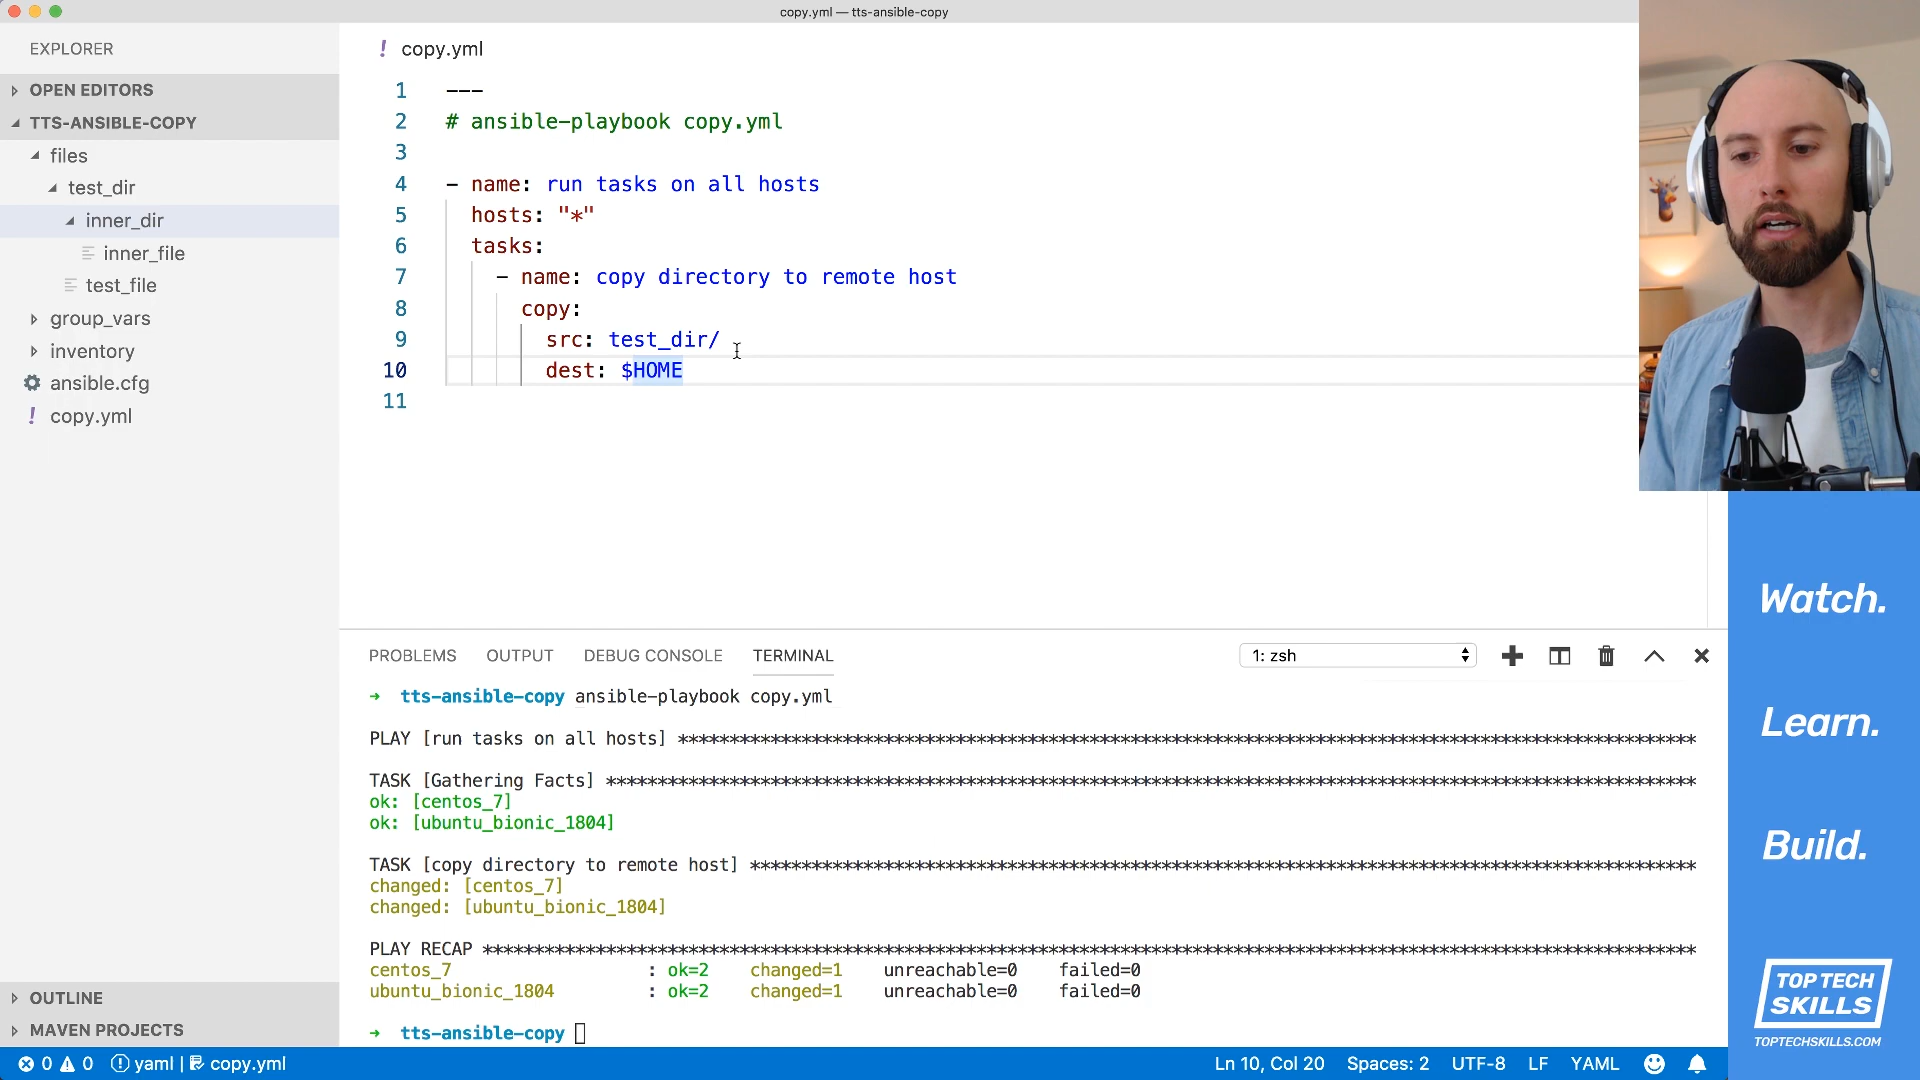 copy.yml — tts-ansible-copy
EXPLORER
OPEN EDITORS
TTS-ANSIBLE-COPY
files
test_dir
inner_dir
inner_file
test_file
group_vars
inventory
ansible.cfg
! copy.yml
OUTLINE
MAVEN PROJECTS
! copy.yml
1 ---
2 # ansible-playbook copy.yml
3
4 - name: run tasks on all hosts
5 hosts: "*"
6 tasks:
7 - name: copy directory to remote host
8 copy:
9 src: test_dir/
10 dest: $HOME
11
PROBLEMS OUTPUT DEBUG CONSOLE TERMINAL 1: zsh
→ tts-ansible-copy ansible-playbook copy.yml
PLAY [run tasks on all hosts] **************************************************************************************************
TASK [Gathering Facts] *********************************************************************************************************
ok: [centos_7]
ok: [ubuntu_bionic_1804]
TASK [copy directory to remote host] *******************************************************************************************
changed: [centos_7]
changed: [ubuntu_bionic_1804]
PLAY RECAP *********************************************************************************************************************
centos_7 : ok=2 changed=1 unreachable=0 failed=0
ubuntu_bionic_1804 : ok=2 changed=1 unreachable=0 failed=0
→ tts-ansible-copy
0 0 yaml | copy.yml Ln 10, Col 20 Spaces: 2 UTF-8 LF YAML
Watch.
Learn.
Build.
TOP TECH
SKILLS
TOPTECHSKILLS.COM